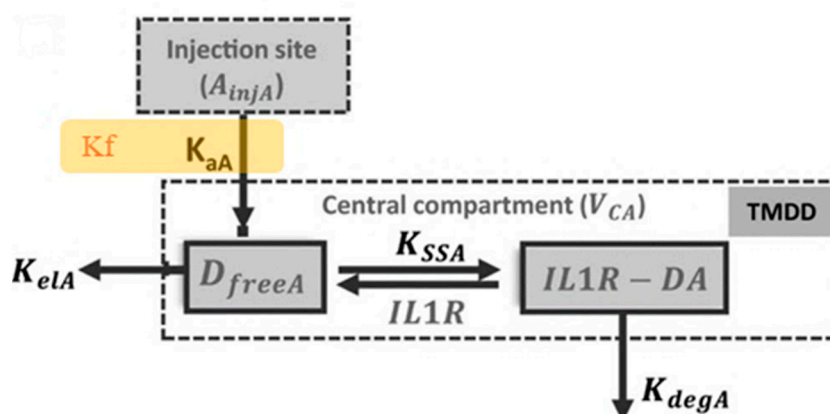 Injection site
(A_injA)
Kf K_aA
Central compartment (V_CA)
TMDD
K_elA
D_freeA
K_SSA
IL1R
IL1R − DA
K_degA